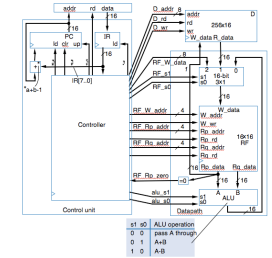 addr rd data
16
PC
ld clr up
IR
ld
16
+
*a+b-1
IR[7..0]
Controller
Control unit
D_addr 8
D_rd
D_wr
addr
rd
wr
D
256x16
W_data R_data
RF_W_data
8
16
RF_s1
RF_s0
2 1 0
s1
s0
16-bit
3x1
16
W_data
RF_W_addr 4
W_addr
W_wr
RF_Rp_addr 4
Rp_addr
Rp_rd
RF_Rq_addr 4
Rq_addr
Rq_rd
16x16
RF
Rp_data Rq_data
RF_Rp_zero
=0
16
16
alu_s1
alu_s0
s1
s0
A B
ALU
16
Datapath
s1 s0 ALU operation
0 0 pass A through
0 1 A+B
1 0 A-B